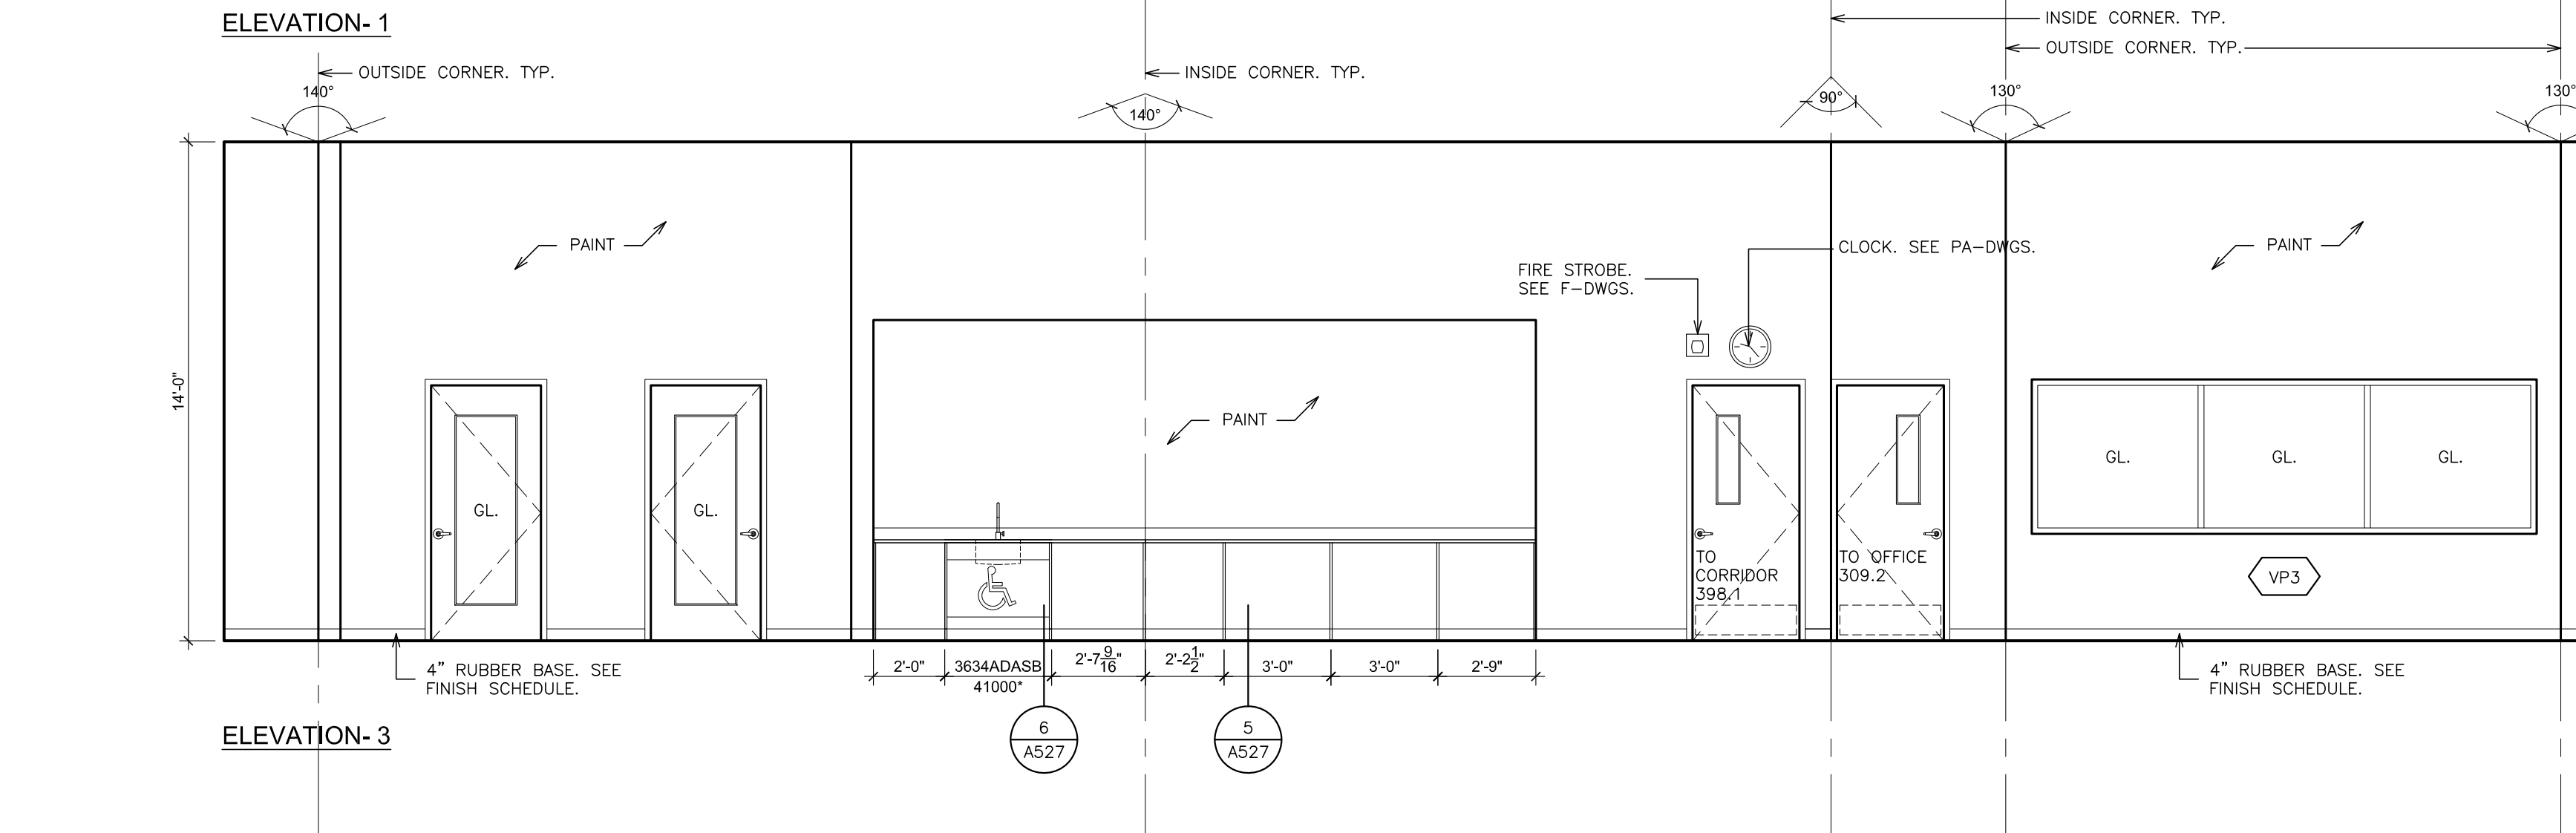 ELEVATION- 1
INSIDE CORNER. TYP.
OUTSIDE CORNER. TYP.
OUTSIDE CORNER. TYP.
INSIDE CORNER. TYP.
140°
140°
90°
130°
130°
14'-0"
PAINT
PAINT
PAINT
CLOCK. SEE PA-DWGS.
FIRE STROBE.
SEE F-DWGS.
GL.
GL.
GL.
GL.
GL.
TO
CORRIDOR
398.1
TO OFFICE
309.2
VP3
4" RUBBER BASE. SEE
FINISH SCHEDULE.
2'-0"
3634ADASB
41000*
2'-7 9/16"
2'-2 1/2"
3'-0"
3'-0"
2'-9"
4" RUBBER BASE. SEE
FINISH SCHEDULE.
6
A527
5
A527
ELEVATION- 3